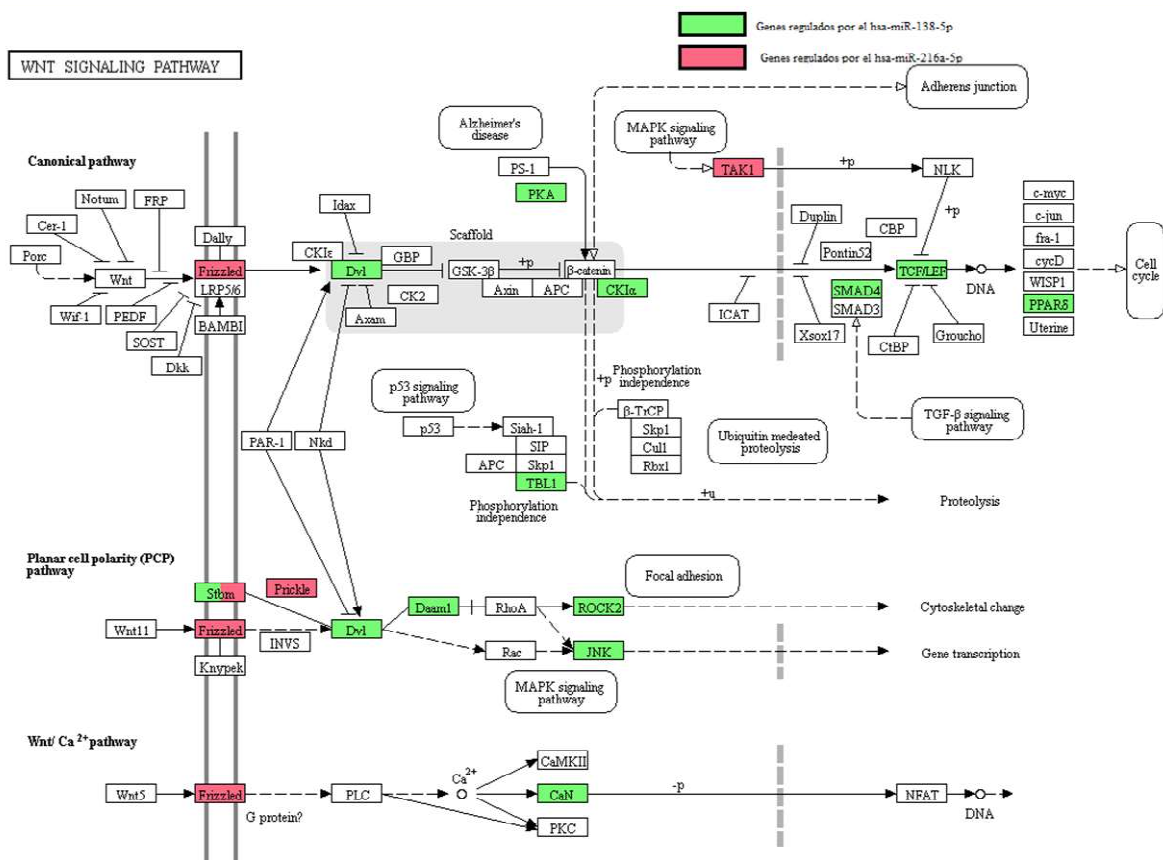 Genes regulados por el hsa-miR-138-5p
Genes regulados por el hsa-miR-216a-5p
WNT SIGNALING PATHWAY
Adherens junction
Alzheimer's
disease
MAPK signaling
pathway
Canonical pathway
PS-1
PKA
TAK1
+p
NLK
Notum
FRP
Cer-1
Porc
Wnt
Wif-1
PEDF
SOST
Dkk
Dally
Frizzled
LRP5/6
BAMBI
Idax
Scaffold
CKIε
Dvl
GBP
CK2
Axam
GSK-3β
+p
β-catenin
Axin
APC
CKIα
ICAT
Duplin
Xsox17
CBP
+p
Pontin52
TCF/LEF
SMAD4
SMAD3
CtBP
Groucho
DNA
c-myc
c-jun
fra-1
cycD
WISP1
PPARδ
Uterine
Cell
cycle
p53 signaling
pathway
p53
Siah-1
SIP
APC
Skp1
TBL1
Phosphorylation
independence
+p
Phosphorylation
independence
β-TrCP
Skp1
Cul1
Rbx1
Ubiquitin medeated
proteolysis
TGF-β signaling
pathway
+u
Proteolysis
PAR-1
Nkd
Planar cell polarity (PCP)
pathway
Stbm
Prickle
Wnt11
Frizzled
Knypek
INVS
Dvl
Daam1
RhoA
ROCK2
Focal adhesion
Cytoskeletal change
Rac
JNK
Gene transcription
MAPK signaling
pathway
Wnt/ Ca 2+ pathway
Wnt5
Frizzled
G protein?
PLC
Ca2+
CaMKII
CaN
PKC
-p
NFAT
DNA